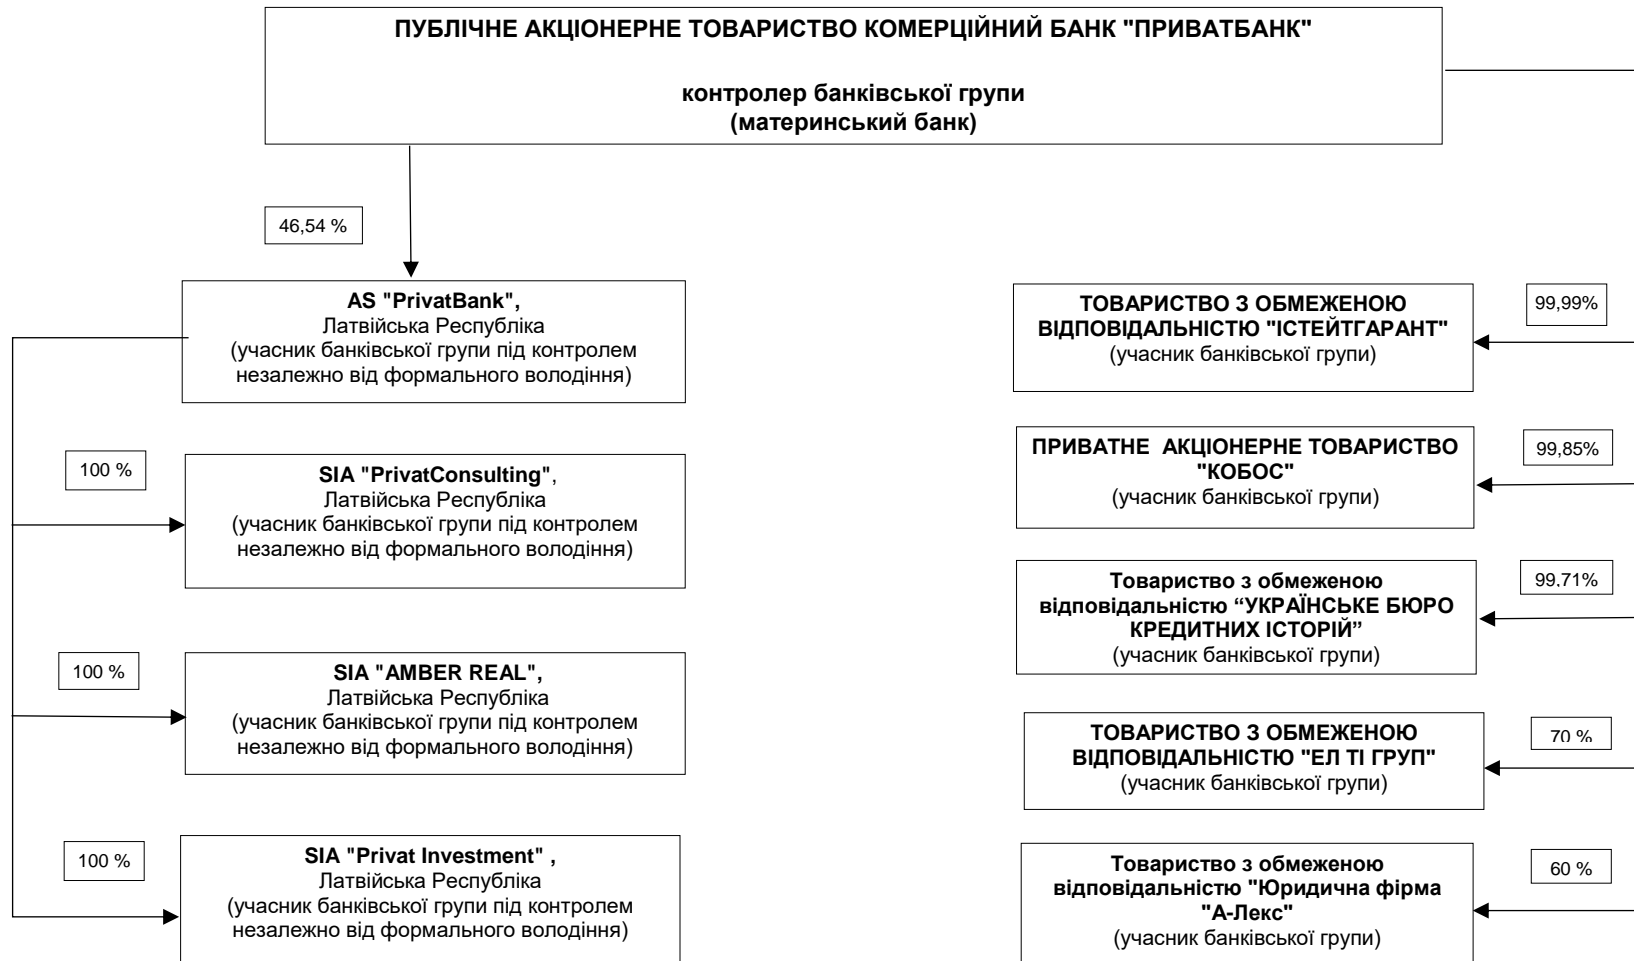 ПУБЛІЧНЕ АКЦІОНЕРНЕ ТОВАРИСТВО КОМЕРЦІЙНИЙ БАНК "ПРИВАТБАНК"
контролер банківської групи
(материнський банк)
46,54 %
AS "PrivatBank",
Латвійська Республіка
(учасник банківської групи під контролем
незалежно від формального володіння)
100 %
SIA "PrivatConsulting",
Латвійська Республіка
(учасник банківської групи під контролем
незалежно від формального володіння)
100 %
SIA "AMBER REAL",
Латвійська Республіка
(учасник банківської групи під контролем
незалежно від формального володіння)
100 %
SIA "Privat Investment" ,
Латвійська Республіка
(учасник банківської групи під контролем
незалежно від формального володіння)
ТОВАРИСТВО З ОБМЕЖЕНОЮ
ВІДПОВІДАЛЬНІСТЮ "ІСТЕЙТГАРАНТ"
(учасник банківської групи)
99,99%
ПРИВАТНЕ АКЦІОНЕРНЕ ТОВАРИСТВО
"КОБОС"
(учасник банківської групи)
99,85%
Товариство з обмеженою
відповідальністю “УКРАЇНСЬКЕ БЮРО
КРЕДИТНИХ ІСТОРІЙ”
(учасник банківської групи)
99.71%
ТОВАРИСТВО З ОБМЕЖЕНОЮ
ВІДПОВІДАЛЬНІСТЮ "ЕЛ ТІ ГРУП"
(учасник банківської групи)
70 %
Товариство з обмеженою
відповідальністю "Юридична фірма
"А-Лекс"
(учасник банківської групи)
60 %